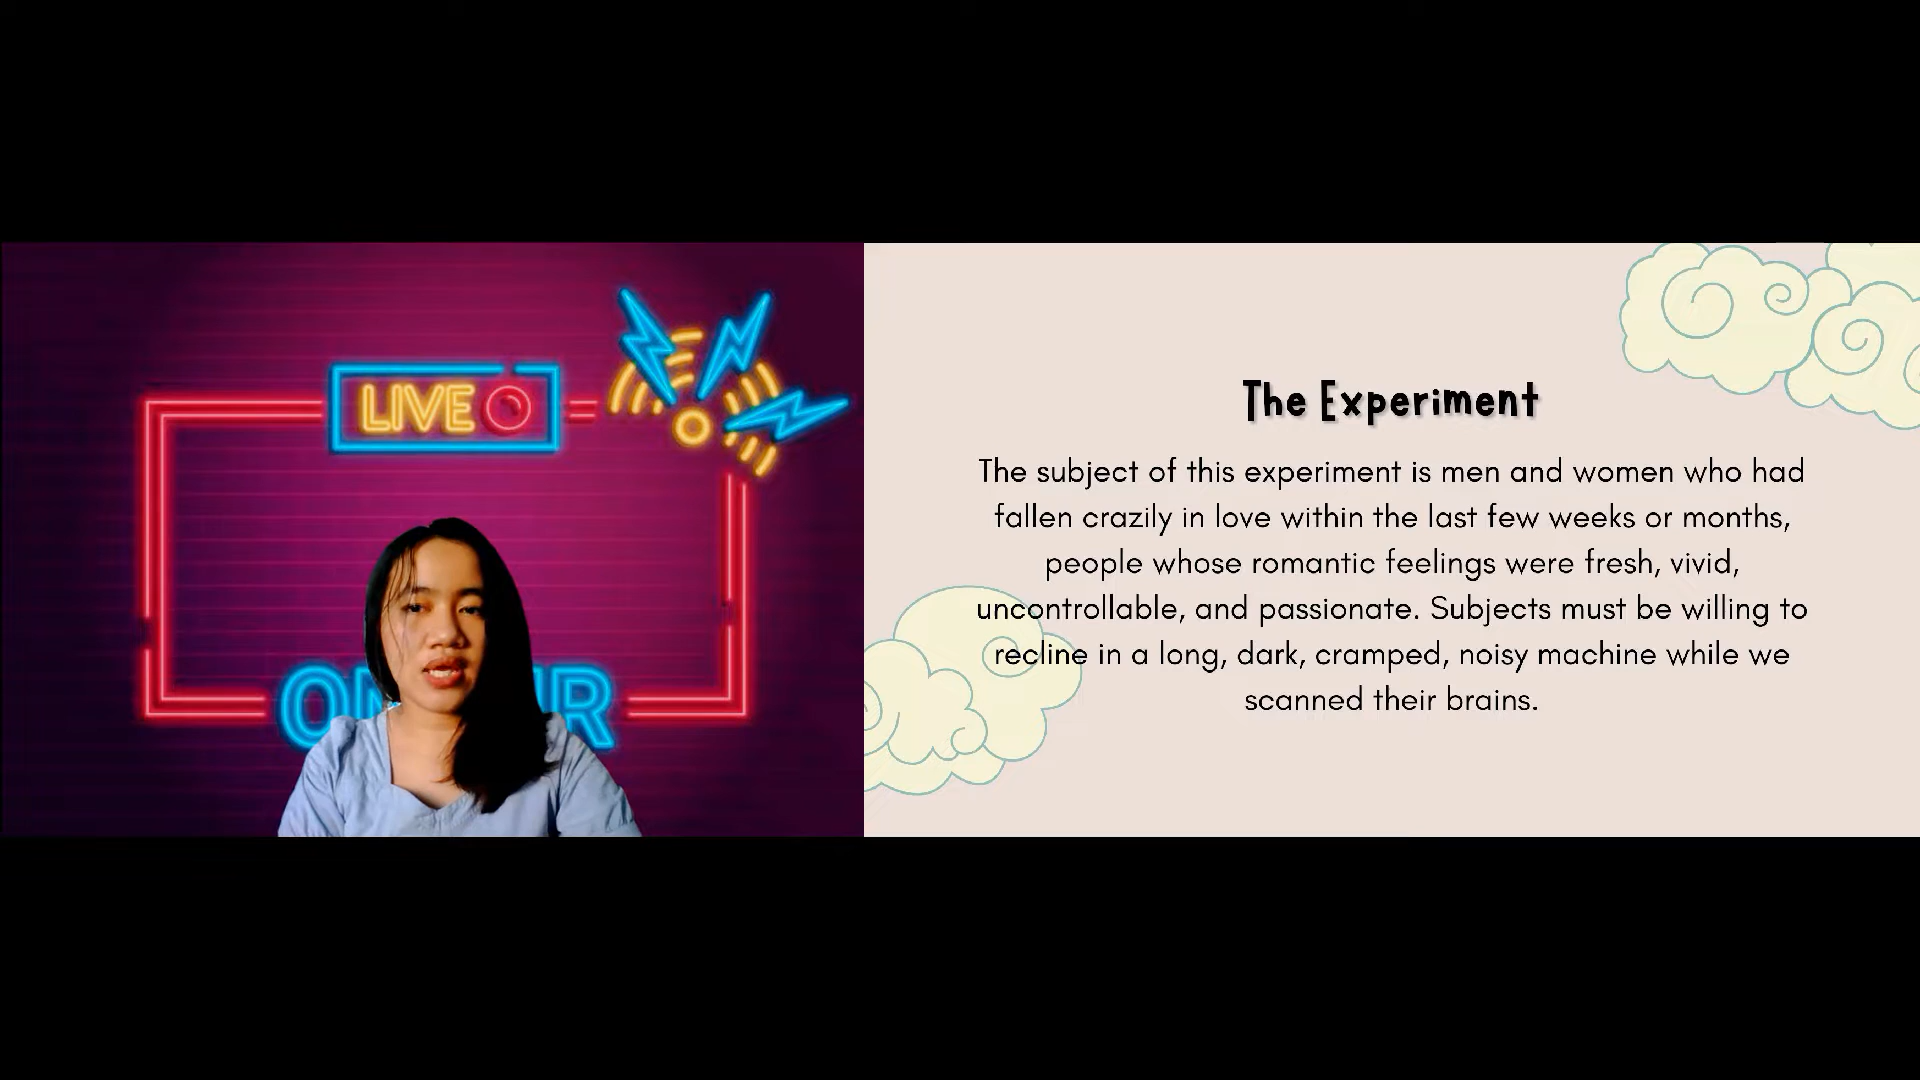 LIVE
The Experiment
The subject of this experiment is men and women who had
fallen crazily in love within the last few weeks or months,
people whose romantic feelings were fresh, vivid,
uncontrollable, and passionate. Subjects must be willing to
recline in a long, dark, cramped, noisy machine while we
scanned their brains.